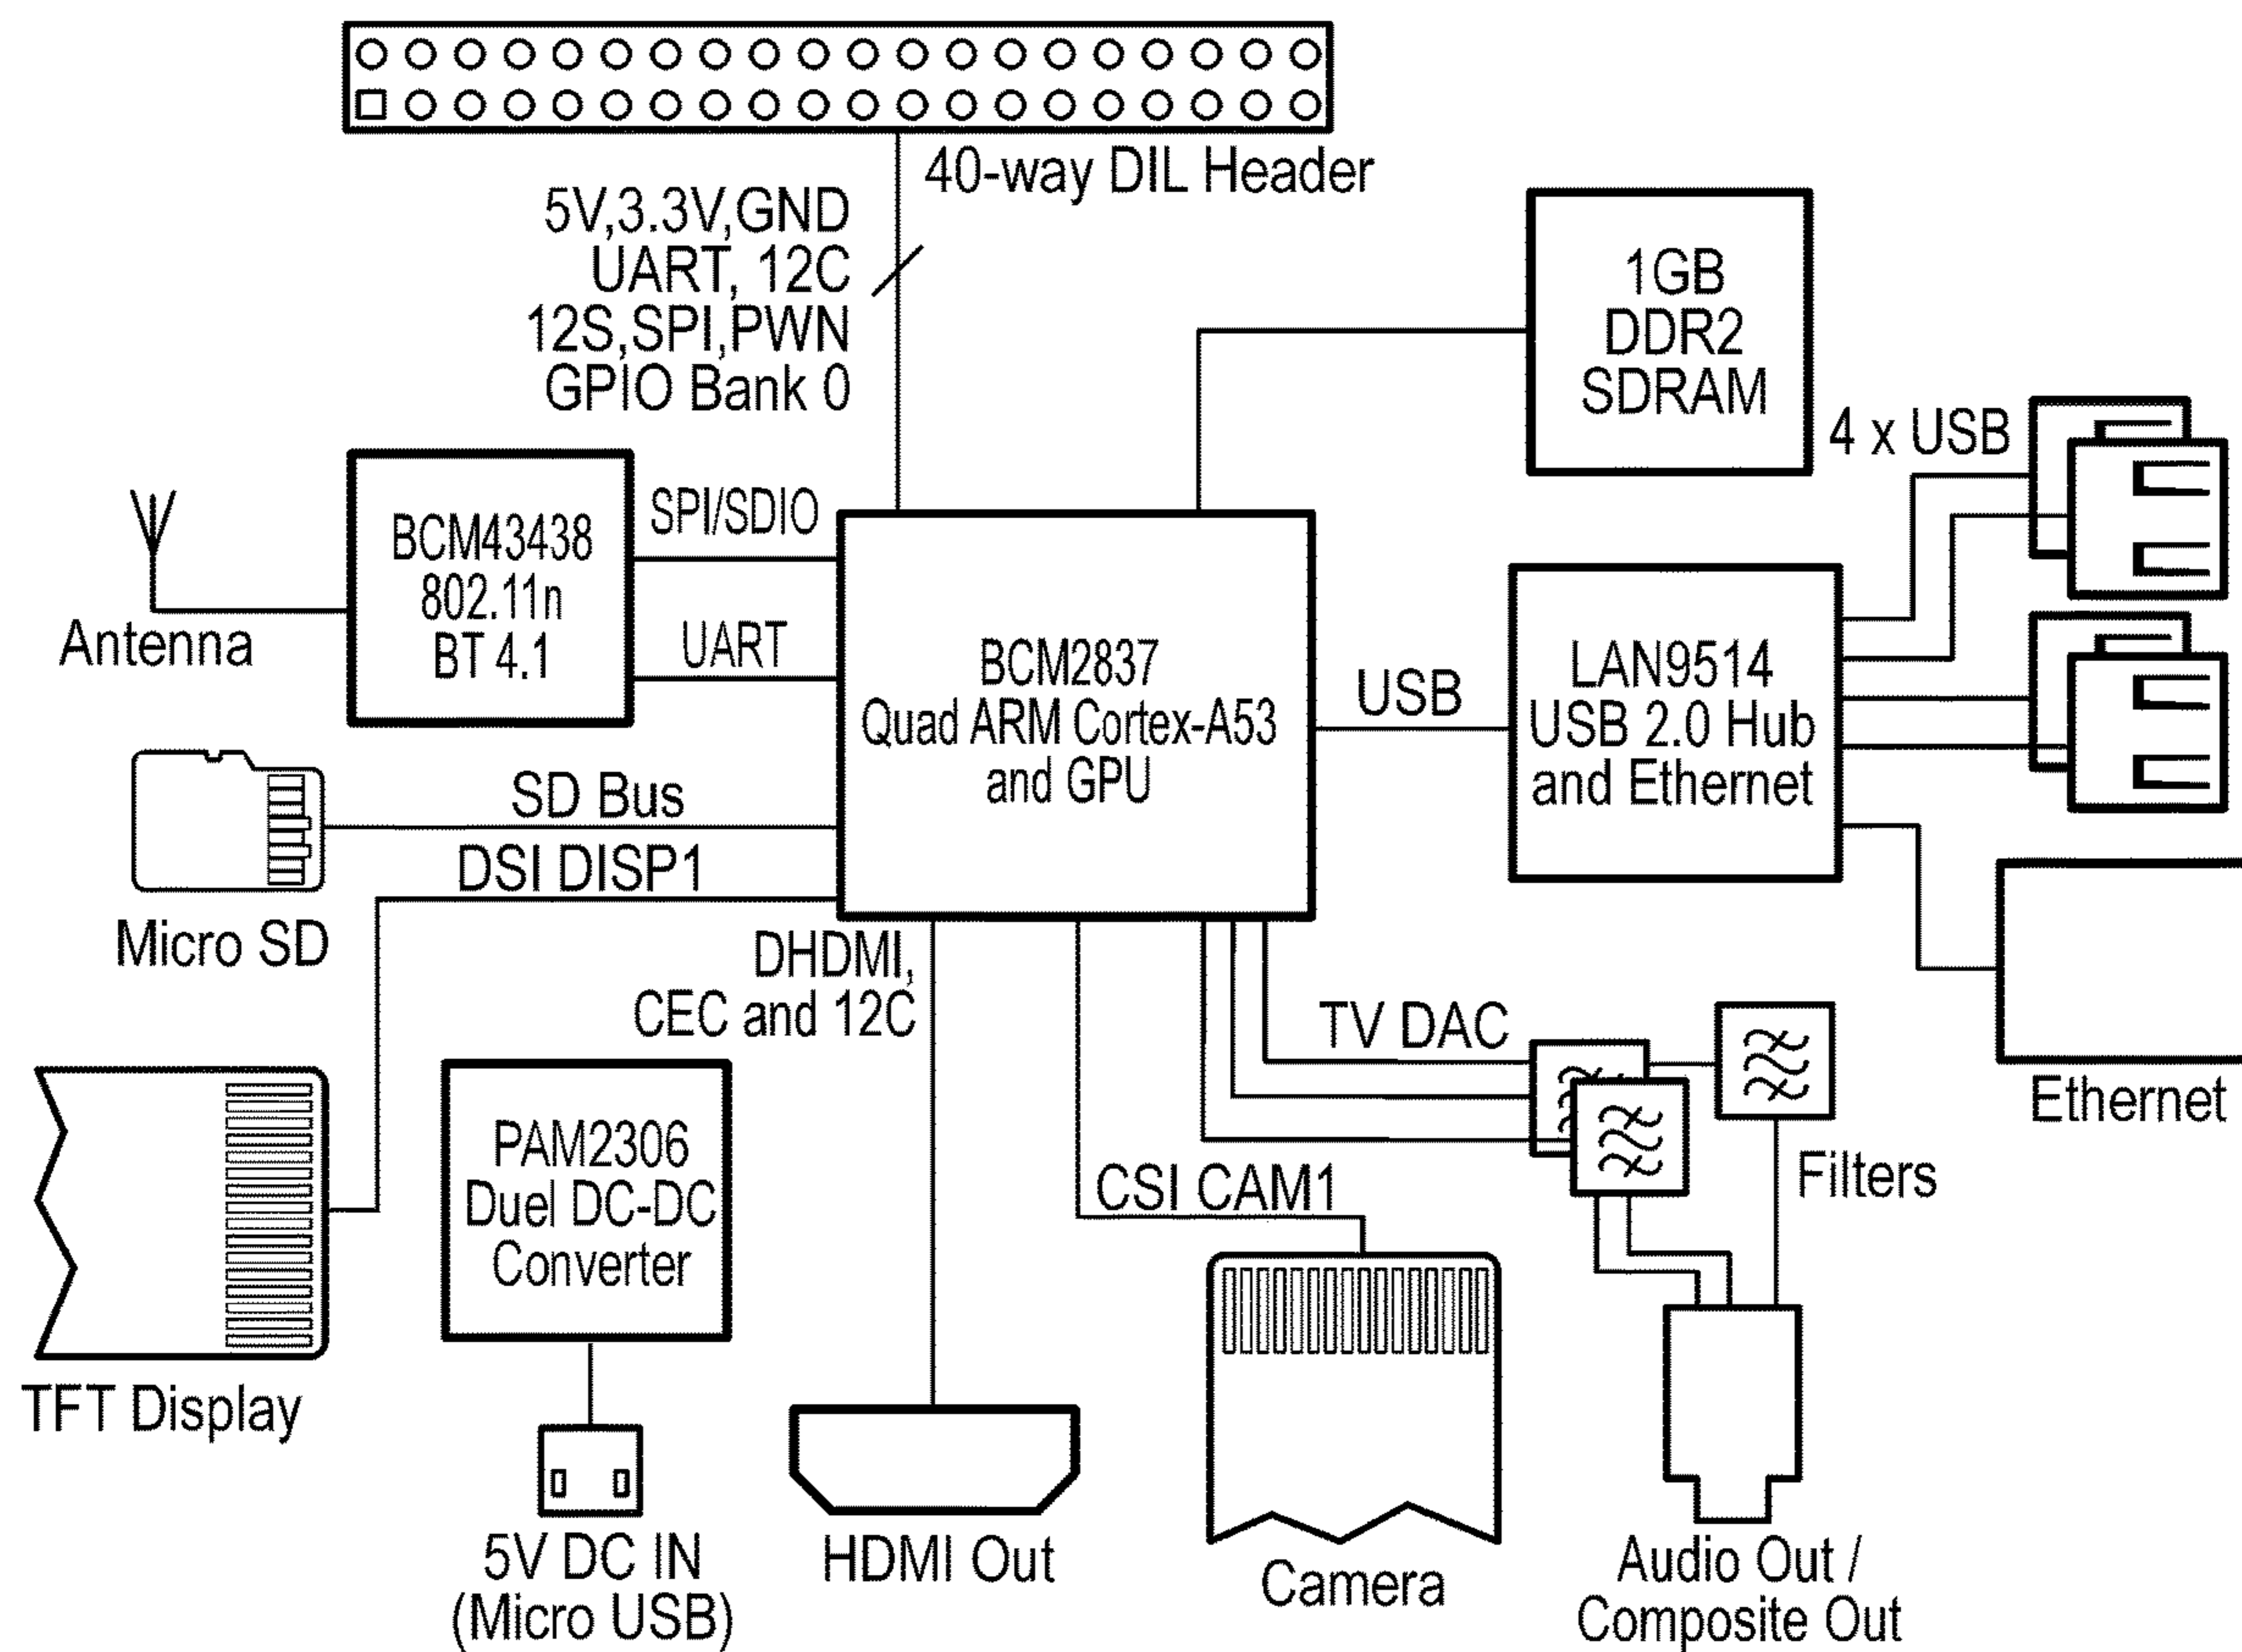 40-way DIL Header
5V,3.3V,GND
UART, 12C
12S,SPI,PWN
GPIO Bank 0
1GB
DDR2
SDRAM
4 x USB
BCM43438
802.11n
BT 4.1
SPI/SDIO
UART
Antenna
BCM2837
Quad ARM Cortex-A53
and GPU
USB
LAN9514
USB 2.0 Hub
and Ethernet
SD Bus
DSI DISP1
Micro SD
DHDMI,
CEC and 12C
TV DAC
Ethernet
PAM2306
Duel DC-DC
Converter
CSI CAM1
Filters
TFT Display
5V DC IN
(Micro USB)
HDMI Out
Camera
Audio Out /
Composite Out